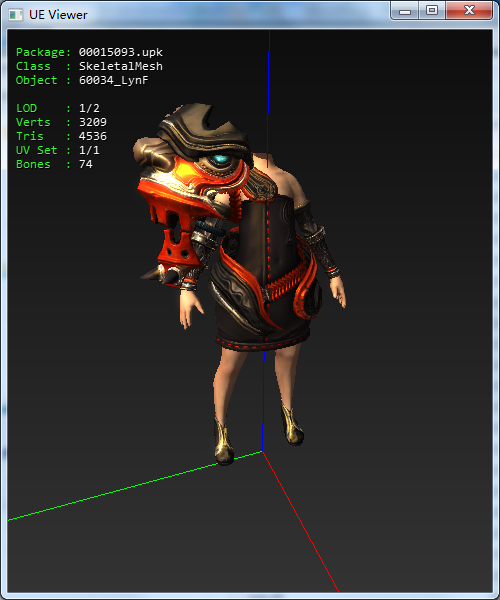 UE Viewer
Package: 00015093.upk
Class : SkeletalMesh
Object : 60034_LynF
LOD : 1/2
Verts : 3209
Tris : 4536
UV Set : 1/1
Bones : 74